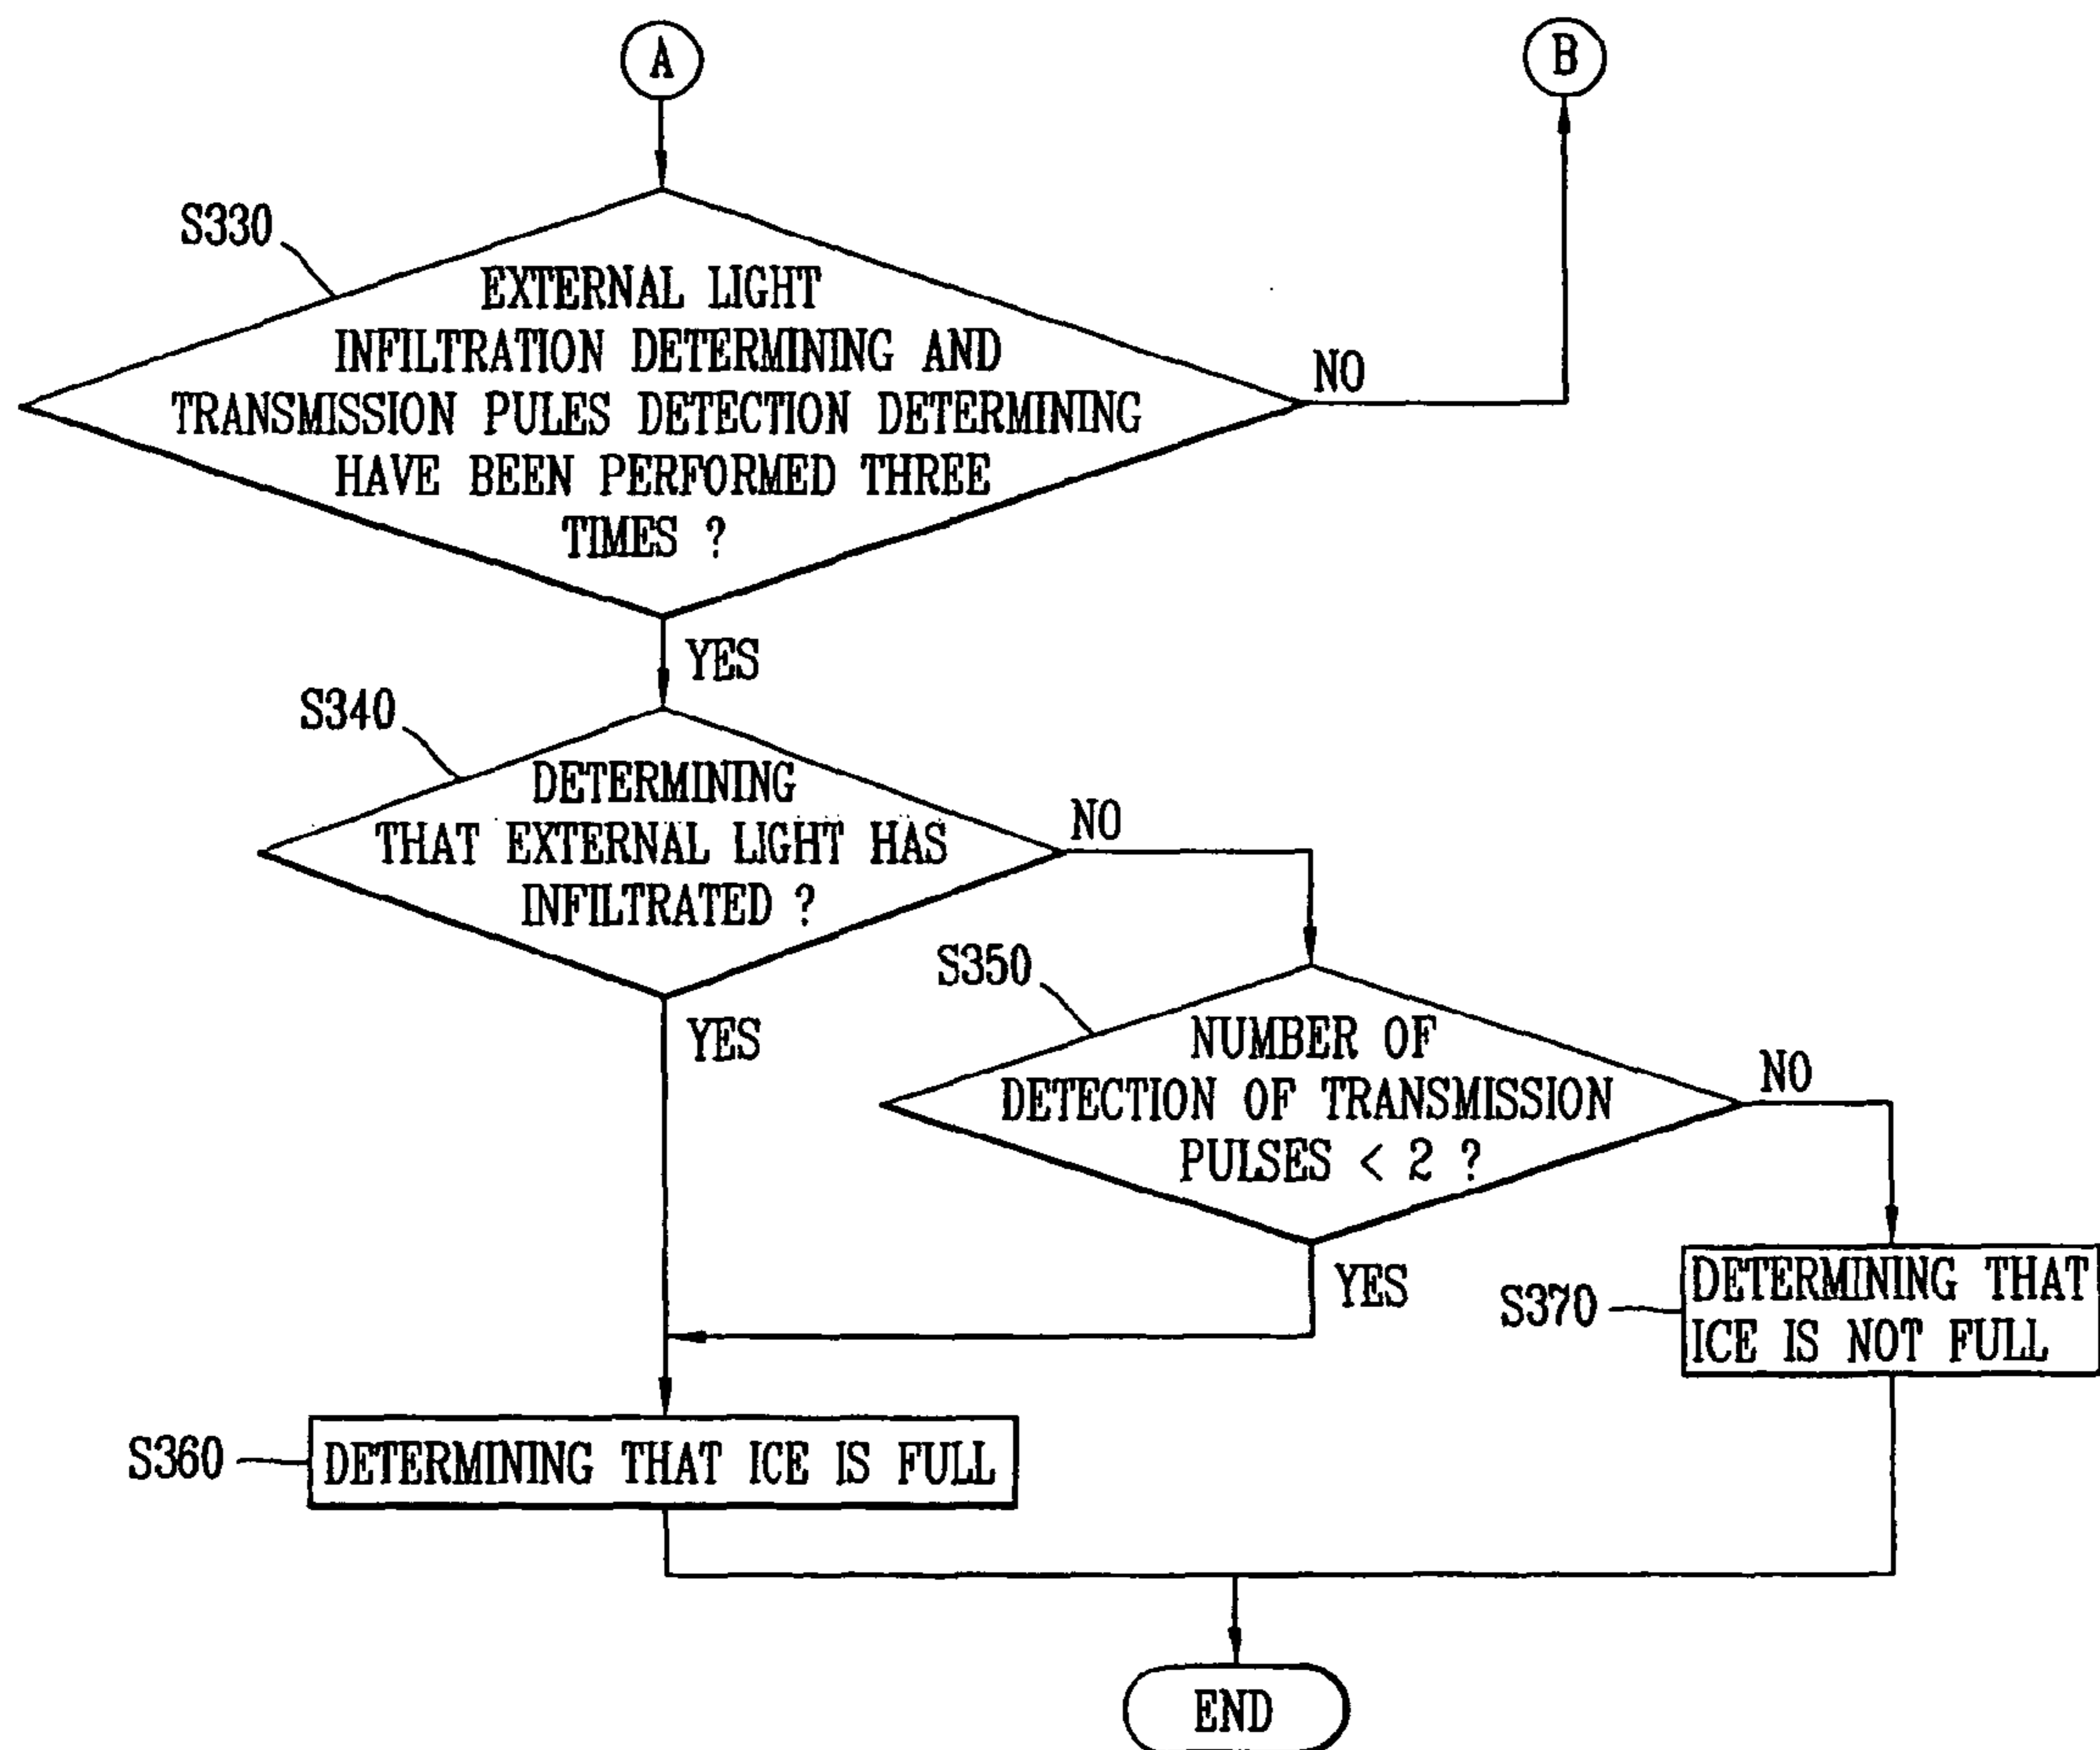 A
B
S330
EXTERNAL LIGHT
INFILTRATION DETERMINING AND
TRANSMISSION PULES DETECTION DETERMINING
HAVE BEEN PERFORMED THREE
TIMES ?
NO
YES
S340
DETERMINING
THAT EXTERNAL LIGHT HAS
INFILTRATED ?
NO
YES
S350
NUMBER OF
DETECTION OF TRANSMISSION
PULSES < 2 ?
NO
YES
S370
DETERMINING THAT
ICE IS NOT FULL
S360
DETERMINING THAT ICE IS FULL
END